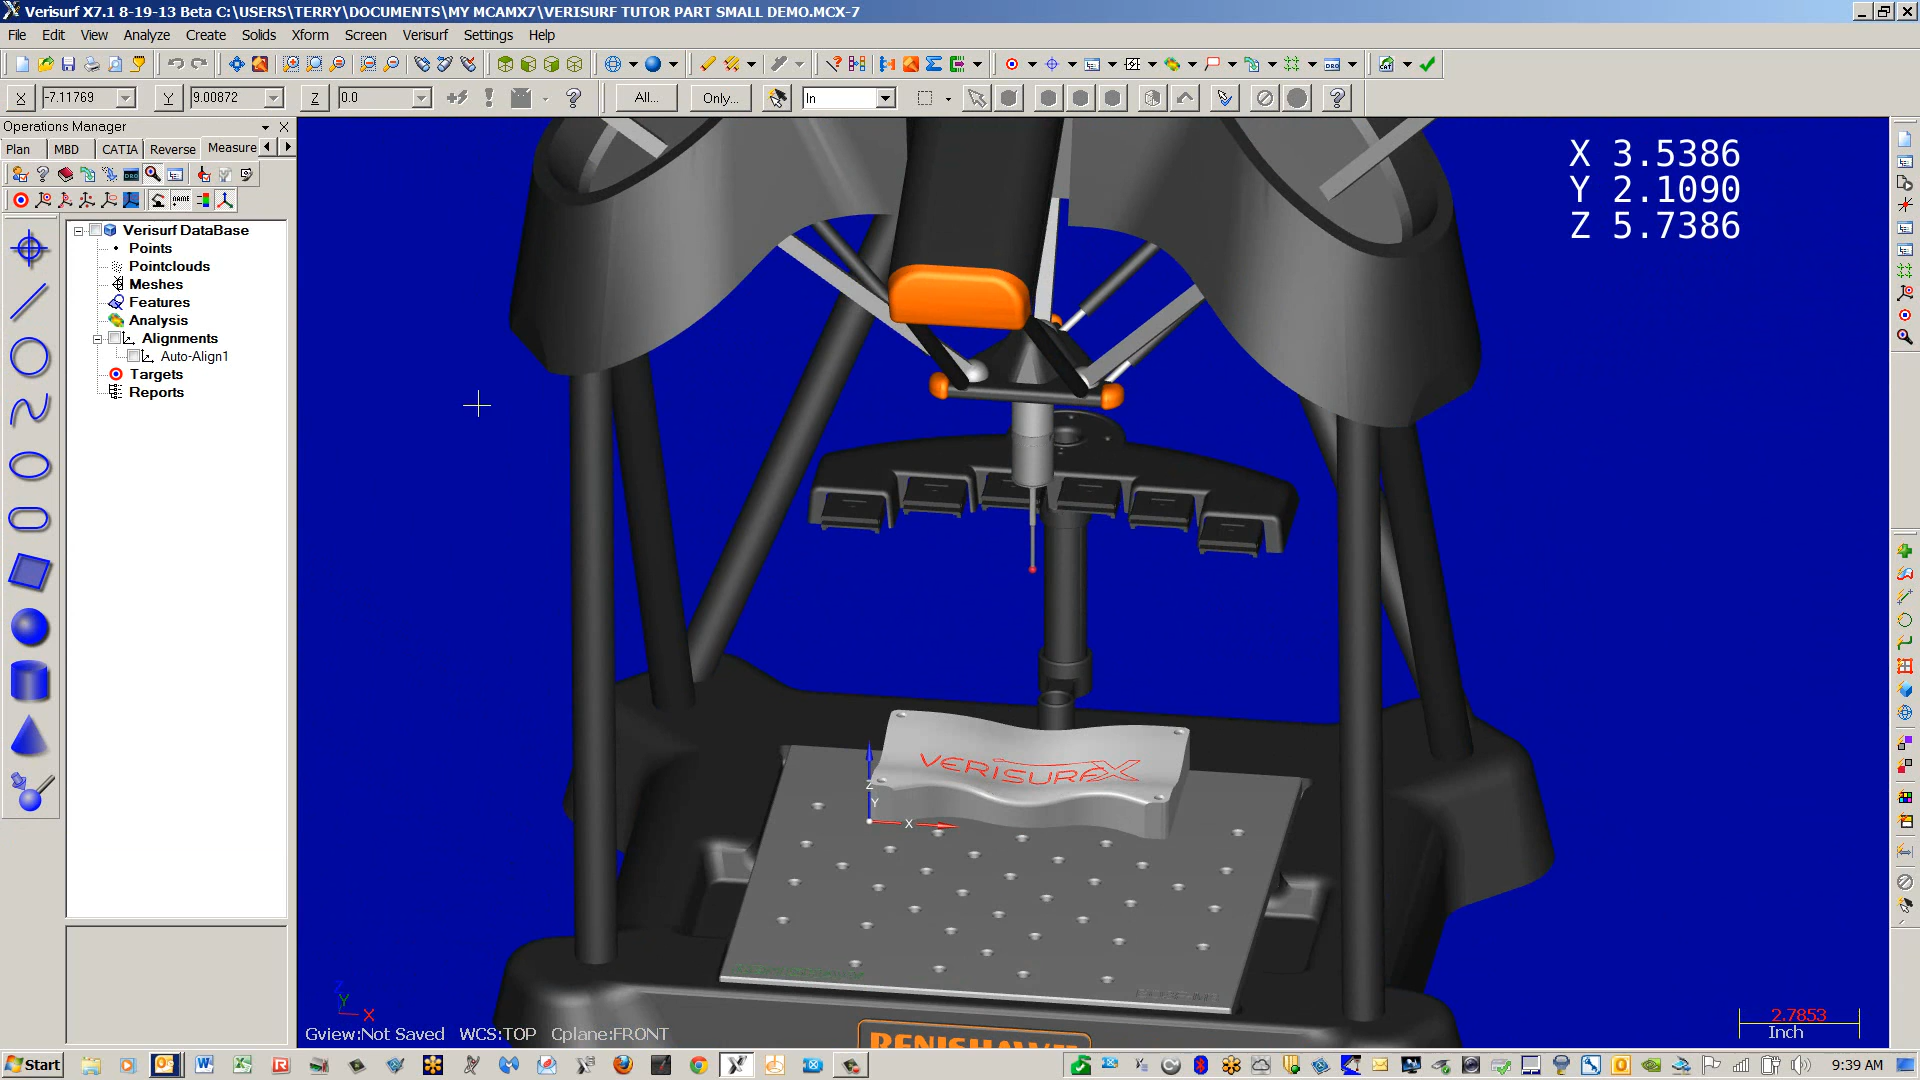 Verisurf X7.1 8-19-13 Beta C:\USERS\TERRY\DOCUMENTS\MY MCAMX7\VERISURF TUTOR PART SMALL DEMO.MCX-7
File Edit View Analyze Create Solids Xform Screen Verisurf Settings Help
X -7.11769 Y 9.00872 Z 0.0 All... Only... In
Operations Manager
Plan MBD CATIA Reverse Measure
Verisurf DataBase
Points
Pointclouds
Meshes
Features
Analysis
Alignments
Auto-Align1
Targets
Reports
X 3.5386
Y 2.1090
Z 5.7386
VERISURF X
Z
Y
X
RENISHAW
Z
Y
X
Gview:Not Saved WCS:TOP Cplane:FRONT
2.7853
Inch
Start
9:39 AM